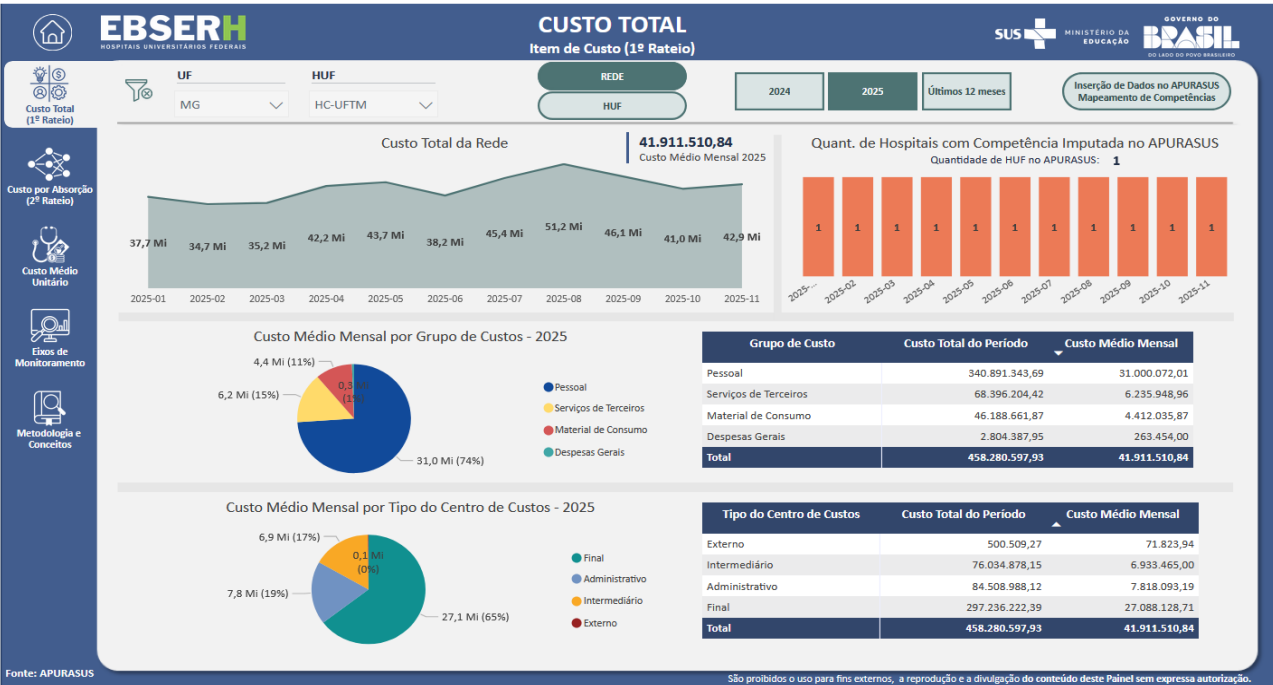 EBSERH
HOSPITAIS UNIVERSITÁRIOS FEDERAIS
CUSTO TOTAL
Item de Custo (1º Rateio)
SUS
MINISTÉRIO DA
EDUCAÇÃO
GOVERNO DO
BRASIL
DO LADO DO POVO BRASILEIRO
Custo Total
(1º Rateio)
Custo por Absorção
(2º Rateio)
Custo Médio
Unitário
Eixos de
Monitoramento
Metodologia e
Conceitos
Fonte: APURASUS
UF
MG
HUF
HC-UFTM
REDE
HUF
2024
2025
Últimos 12 meses
Inserção de Dados no APURASUS
Mapeamento de Competências
Custo Total da Rede
41.911.510,84
Custo Médio Mensal 2025
37,7 Mi
34,7 Mi
35,2 Mi
42,2 Mi
43,7 Mi
38,2 Mi
45,4 Mi
51,2 Mi
46,1 Mi
41,0 Mi
42,9 Mi
2025-01
2025-02
2025-03
2025-04
2025-05
2025-06
2025-07
2025-08
2025-09
2025-10
2025-11
Quant. de Hospitais com Competência Imputada no APURASUS
Quantidade de HUF no APURASUS: 1
1
1
1
1
1
1
1
1
1
1
1
2025-...
2025-02
2025-03
2025-04
2025-05
2025-06
2025-07
2025-08
2025-09
2025-10
2025-11
Custo Médio Mensal por Grupo de Custos - 2025
4,4 Mi (11%)
6,2 Mi (15%)
31,0 Mi (74%)
Pessoal
Serviços de Terceiros
Material de Consumo
Despesas Gerais
Grupo de Custo Custo Total do Período Custo Médio Mensal
Pessoal 340.891.343,69 31.000.072,01
Serviços de Terceiros 68.396.204,42 6.235.948,96
Material de Consumo 46.188.661,87 4.412.035,87
Despesas Gerais 2.804.387,95 263.454,00
Total 458.280.597,93 41.911.510,84
Custo Médio Mensal por Tipo do Centro de Custos - 2025
6,9 Mi (17%)
0,1 Mi
(0%)
7,8 Mi (19%)
27,1 Mi (65%)
Final
Administrativo
Intermediário
Externo
Tipo do Centro de Custos Custo Total do Período Custo Médio Mensal
Externo 500.509,27 71.823,94
Intermediário 76.034.878,15 6.933.465,00
Administrativo 84.508.988,12 7.818.093,19
Final 297.236.222,39 27.088.128,71
Total 458.280.597,93 41.911.510,84
São proibidos o uso para fins externos, a reprodução e a divulgação do conteúdo deste Painel sem expressa autorização.